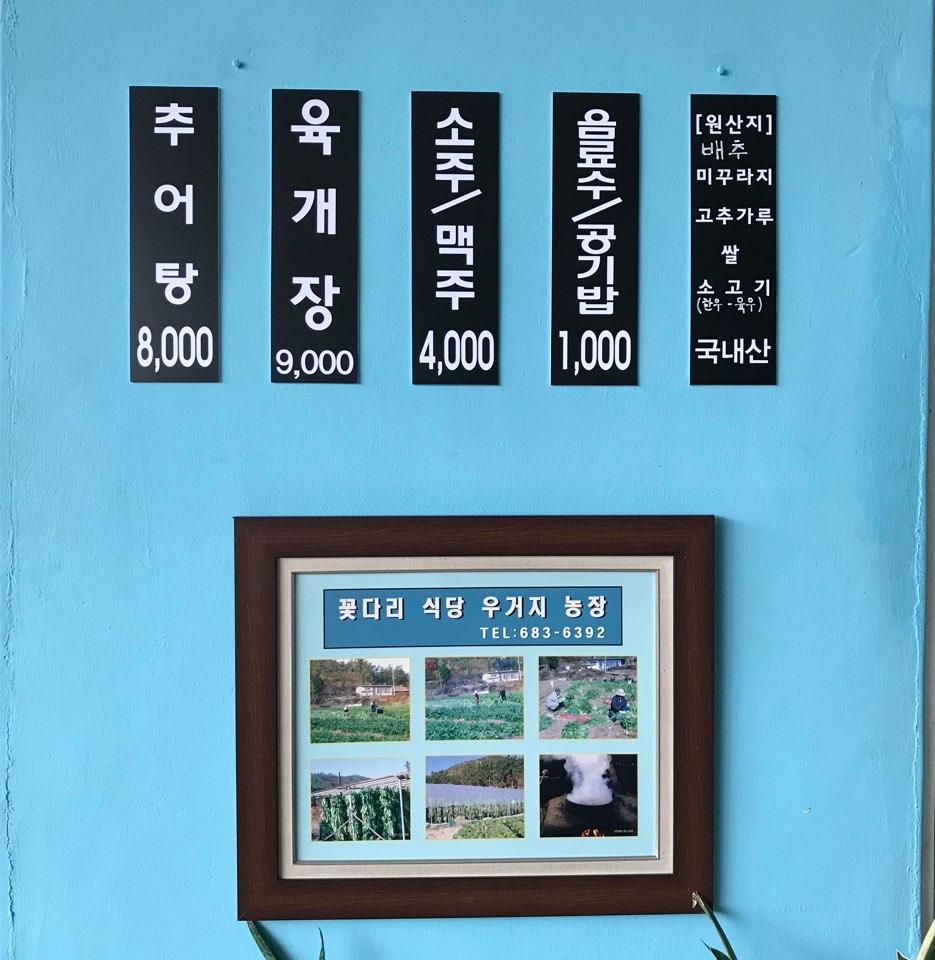 추어탕
8,000
육개장
9,000
소주/맥주
4,000
음료수/공기밥
1,000
[원산지]
배추
미꾸라지
고추가루
쌀
소고기
(한우-육우)
국내산
꽃다리 식당 우거지 농장
TEL:683-6392